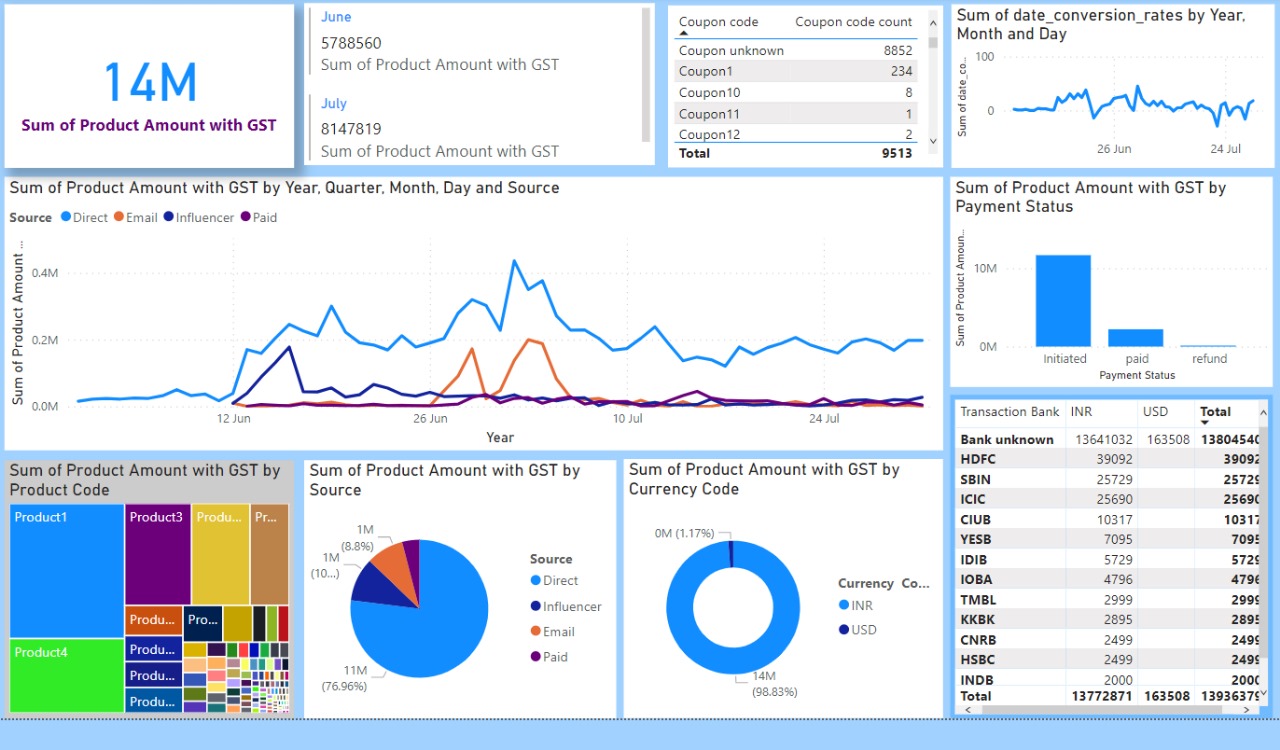 14M
Sum of Product Amount with GST
June
5788560
Sum of Product Amount with GST
July
8147819
Sum of Product Amount with GST
Coupon code Coupon code count
Coupon unknown 8852
Coupon1 234
Coupon10 8
Coupon11 1
Coupon12 2
Total 9513
Sum of date_conversion_rates by Year,
Month and Day
Sum of date_co...
100
0
26 Jun 24 Jul
Sum of Product Amount with GST by Year, Quarter, Month, Day and Source
Source Direct Email Influencer Paid
Sum of Product Amount ...
0.4M
0.2M
0.0M
12 Jun 26 Jun 10 Jul 24 Jul
Year
Sum of Product Amount with GST by
Payment Status
Sum of Product Amoun...
10M
0M
Initiated paid refund
Payment Status
Transaction Bank INR USD Total
Bank unknown 13641032 163508 13804540
HDFC 39092 39092
SBIN 25729 25729
ICIC 25690 25690
CIUB 10317 10317
YESB 7095 7095
IDIB 5729 5729
IOBA 4796 4796
TMBL 2999 2999
KKBK 2895 2895
CNRB 2499 2499
HSBC 2499 2499
INDB 2000 2000
Total 13772871 163508 13936379
Sum of Product Amount with GST by
Product Code
Product1
Product3
Produ...
Pr...
Product4
Produ...
Pro...
Produ...
Produ...
Produ...
Sum of Product Amount with GST by
Source
1M
(8.8%)
1M
(10...)
11M
(76.96%)
Source
Direct
Influencer
Email
Paid
Sum of Product Amount with GST by
Currency Code
0M (1.17%)
14M
(98.83%)
Currency Co...
INR
USD